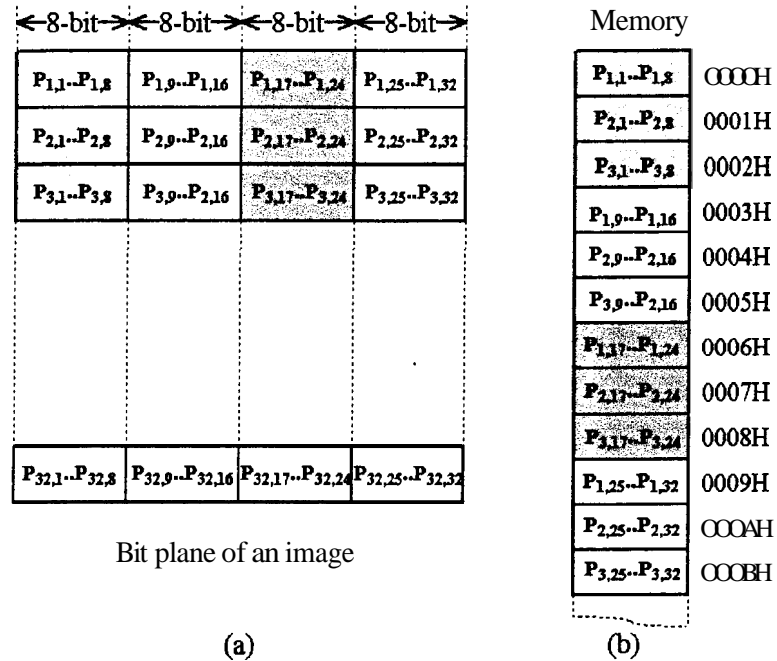 8-bit 8-bit 8-bit 8-bit
P1,1..P1,8 P1,9..P1,16 P1,17..P1,24 P1,25..P1,32
P2,1..P2,8 P2,9..P2,16 P2,17..P2,24 P2,25..P2,32
P3,1..P3,8 P3,9..P2,16 P3,17..P3,24 P3,25..P3,32
P32,1..P32,8 P32,9..P32,16 P32,17..P32,24 P32,25..P32,32
Bit plane of an image
(a)
Memory
P1,1..P1,8 OOOOH
P2,1..P2,8 0001H
P3,1..P3,8 0002H
P1,9..P1,16 0003H
P2,9..P2,16 0004H
P3,9..P2,16 0005H
P1,17..P1,24 0006H
P2,17..P2,24 0007H
P3,17..P3,24 0008H
P1,25..P1,32 0009H
P2,25..P2,32 OOOAH
P3,25..P3,32 OOOBH
(b)